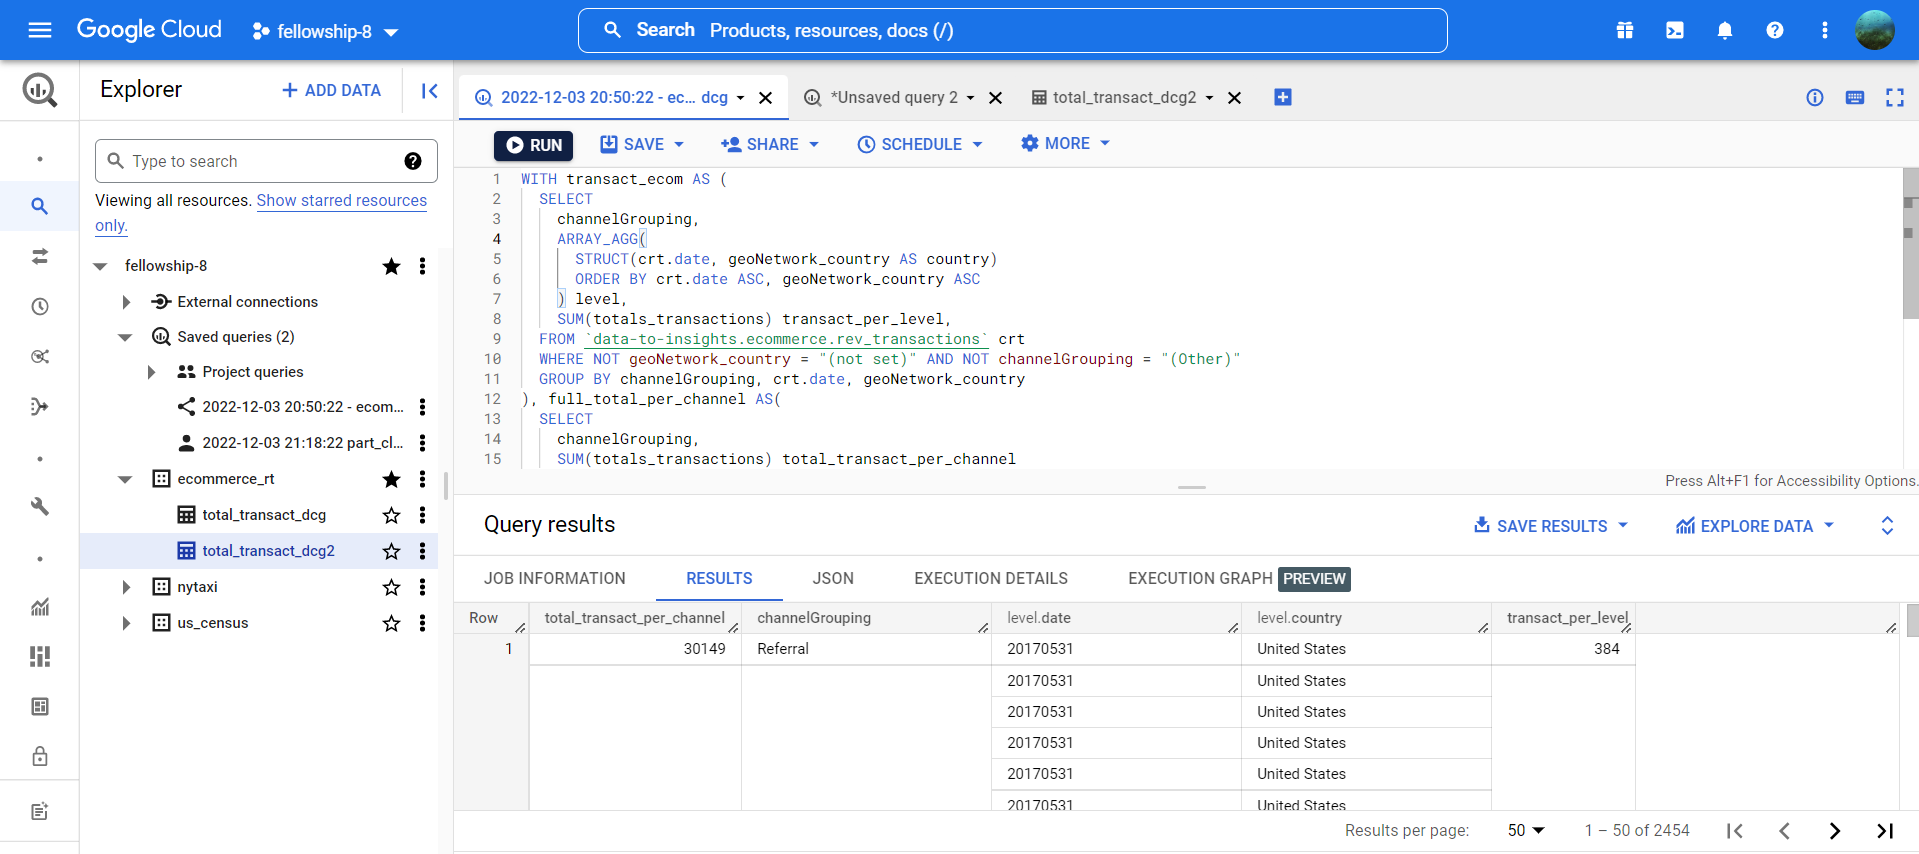 Google Cloud
fellowship-8
Search Products, resources, docs (/)
Explorer
+ ADD DATA
Type to search
Viewing all resources. Show starred resources
only.
fellowship-8
External connections
Saved queries (2)
Project queries
2022-12-03 20:50:22 - ecom...
2022-12-03 21:18:22 part_cl...
ecommerce_rt
total_transact_dcg
total_transact_dcg2
nytaxi
us_census
2022-12-03 20:50:22 - ec... dcg
*Unsaved query 2
total_transact_dcg2
RUN
SAVE
SHARE
SCHEDULE
MORE
1 WITH transact_ecom AS (
2 SELECT
3 channelGrouping,
4 ARRAY_AGG(
5 STRUCT(crt.date, geoNetwork_country AS country)
6 ORDER BY crt.date ASC, geoNetwork_country ASC
7 ) level,
8 SUM(totals_transactions) transact_per_level,
9 FROM `data-to-insights.ecommerce.rev_transactions` crt
10 WHERE NOT geoNetwork_country = "(not set)" AND NOT channelGrouping = "(Other)"
11 GROUP BY channelGrouping, crt.date, geoNetwork_country
12 ), full_total_per_channel AS(
13 SELECT
14 channelGrouping,
15 SUM(totals_transactions) total_transact_per_channel
Press Alt+F1 for Accessibility Options.
Query results
SAVE RESULTS
EXPLORE DATA
JOB INFORMATION
RESULTS
JSON
EXECUTION DETAILS
EXECUTION GRAPH PREVIEW
Row total_transact_per_channel channelGrouping level.date level.country transact_per_level
1 30149 Referral 20170531 United States 384
20170531 United States
20170531 United States
20170531 United States
20170531 United States
20170531 United States
Results per page: 50 1 – 50 of 2454